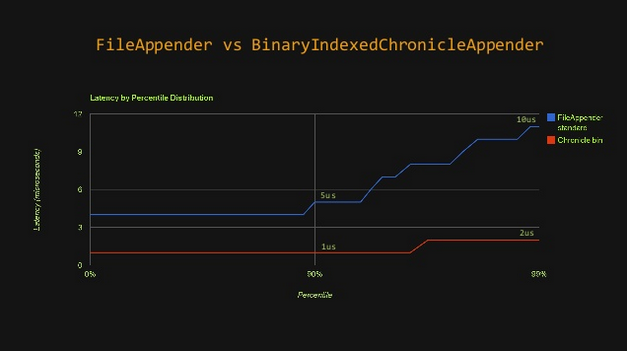 FileAppender vs BinaryIndexedChronicleAppender
Latency by Percentile Distribution
12
10us
FileAppender
standard
Chronicle bin
9
Latency (microseconds)
6
5us
3
2us
1us
0
0%
90%
99%
Percentile